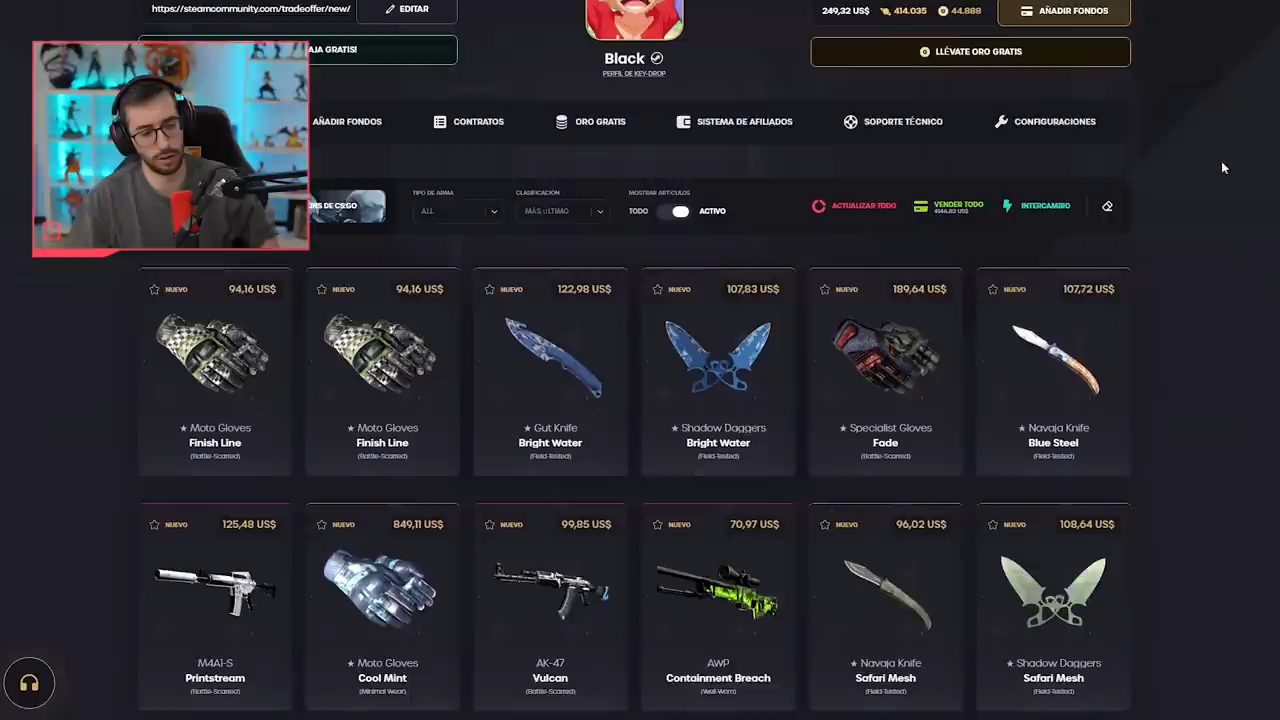 https://steamcommunity.com/tradeoffer/new/
EDITAR
249,32 US$ 414.035 44.888
AÑADIR FONDOS
AJA GRATIS!
LLÉVATE ORO GRATIS
Black
PERFIL DE KEY-DROP
AÑADIR FONDOS
CONTRATOS
ORO GRATIS
SISTEMA DE AFILIADOS
SOPORTE TÉCNICO
CONFIGURACIONES
NS DE CS:GO
TIPO DE ARMA
ALL
CLASIFICACIÓN
MÁS ÚLTIMO
MOSTRAR ARTÍCULOS
TODO ACTIVO
ACTUALIZAR TODO
VENDER TODO
INTERCAMBIO
NUEVO 94,16 US$
★ Moto Gloves
Finish Line
(Battle-Scarred)
NUEVO 94,16 US$
★ Moto Gloves
Finish Line
(Battle-Scarred)
NUEVO 122,98 US$
★ Gut Knife
Bright Water
(Field-Tested)
NUEVO 107,83 US$
★ Shadow Daggers
Bright Water
(Field-Tested)
NUEVO 189,64 US$
★ Specialist Gloves
Fade
(Battle-Scarred)
NUEVO 107,72 US$
★ Navaja Knife
Blue Steel
(Field-Tested)
NUEVO 125,48 US$
M4A1-S
Printstream
(Battle-Scarred)
NUEVO 849,11 US$
★ Moto Gloves
Cool Mint
(Minimal Wear)
NUEVO 99,85 US$
AK-47
Vulcan
(Battle-Scarred)
NUEVO 70,97 US$
AWP
Containment Breach
(Well-Worn)
NUEVO 96,02 US$
★ Navaja Knife
Safari Mesh
(Field-Tested)
NUEVO 108,64 US$
★ Shadow Daggers
Safari Mesh
(Field-Tested)